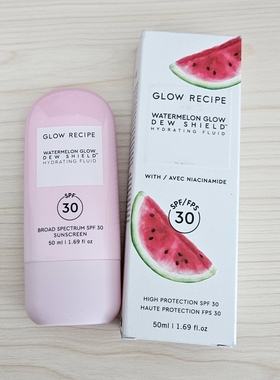 GLOW RECIPE
WATERMELON GLOW
DEW SHIELD™
HYDRATING FLUID
SPF
30
BROAD SPECTRUM SPF 30
SUNSCREEN
50 ml | 1.69 fl.oz
GLOW RECIPE
WATERMELON GLOW
DEW SHIELD™
HYDRATING FLUID
WITH / AVEC NIACINAMIDE
SPF/FPS
30
HIGH PROTECTION SPF 30
HAUTE PROTECTION FPS 30
50ml | 1.69 fl.oz.